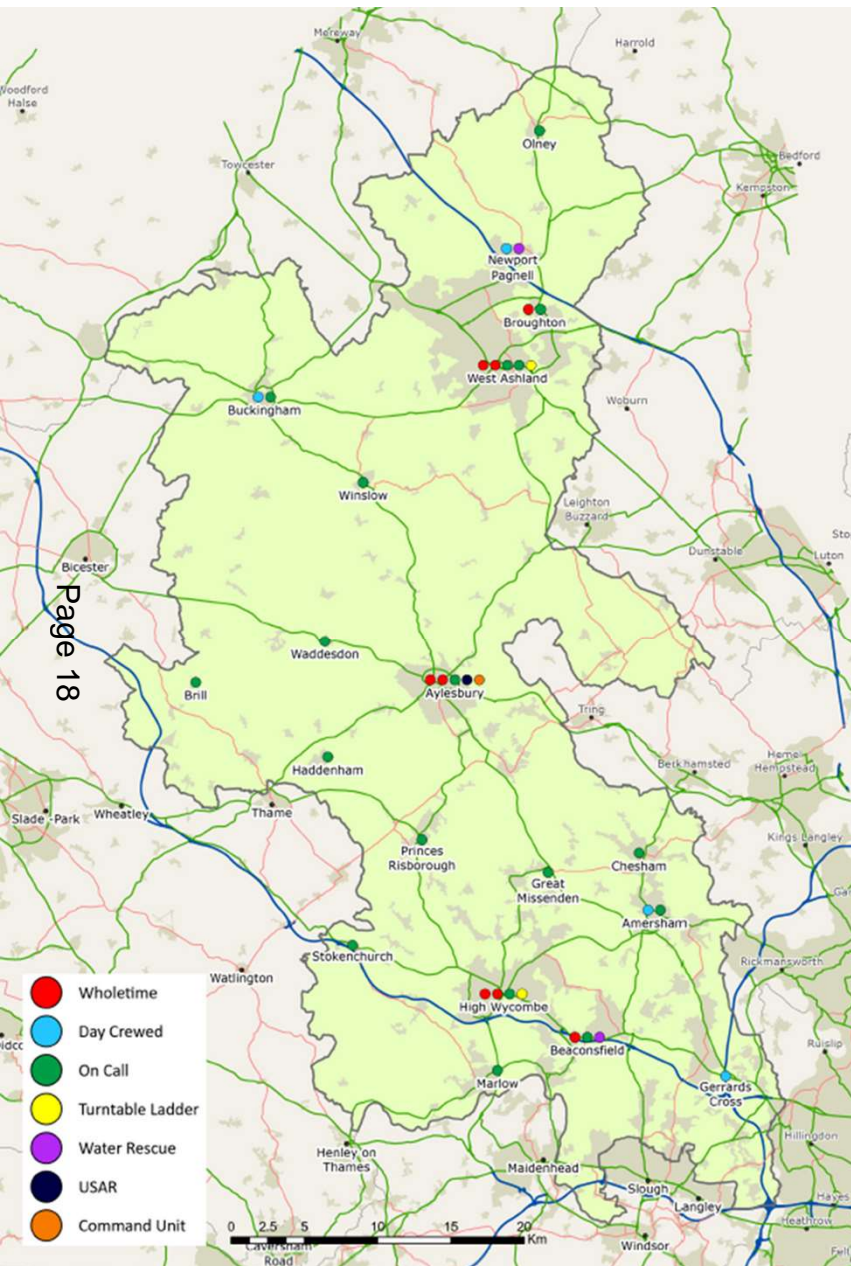 Mereway
Harrold
Woodford
Halse
Olney
Bedford
Towcester
Kempston
Newport
Pagnell
Broughton
West Ashland
Buckingham
Woburn
Winslow
Leighton
Buzzard
Dunstable
Luton
Bicester
Page 18
Waddesdon
Brill
Aylesbury
Tring
Haddenham
Berkhamsted
Hemel
Hempstead
Slade Park
Wheatley
Thame
Kings Langley
Princes
Risborough
Chesham
Great
Missenden
Amersham
Stokenchurch
Rickmansworth
Watlington
High Wycombe
Beaconsfield
Ruislip
Marlow
Gerrards
Cross
Hillingdon
Henley on
Thames
Maidenhead
Slough
Langley
Hayes
Heathrow
Windsor
Caversham
Road
Wholetime
Day Crewed
On Call
Turntable Ladder
Water Rescue
USAR
Command Unit
0 2.5 5 10 15 20
Km